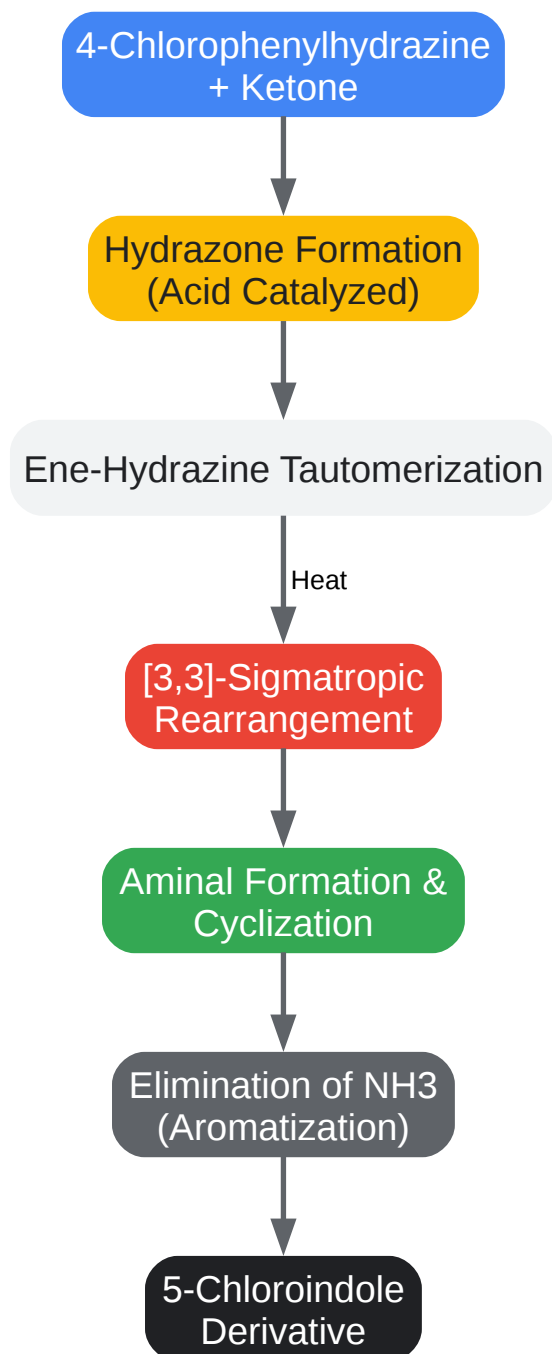 4-Chlorophenylhydrazine
+ Ketone
Hydrazone Formation
(Acid Catalyzed)
Ene-Hydrazine Tautomerization
Heat
[3,3]-Sigmatropic
Rearrangement
Aminal Formation &
Cyclization
Elimination of NH3
(Aromatization)
5-Chloroindole
Derivative